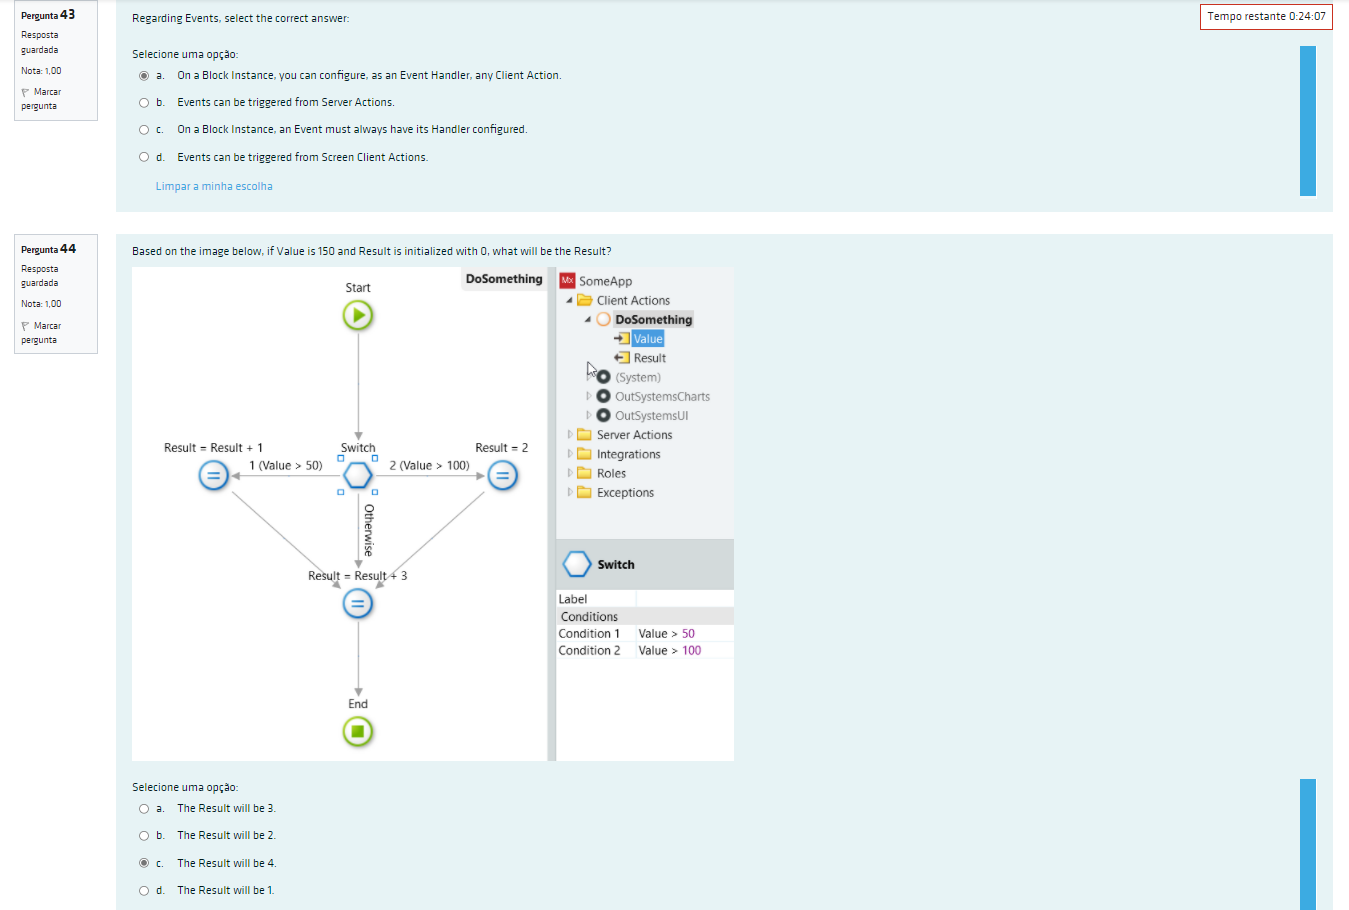 Pergunta 43
Resposta
guardada
Nota: 1,00
Marcar
pergunta
Regarding Events, select the correct answer:
Tempo restante 0:24:07
Selecione uma opção:
a. On a Block Instance, you can configure, as an Event Handler, any Client Action.
b. Events can be triggered from Server Actions.
c. On a Block Instance, an Event must always have its Handler configured.
d. Events can be triggered from Screen Client Actions.
Limpar a minha escolha
Pergunta 44
Resposta
guardada
Nota: 1,00
Marcar
pergunta
Based on the image below, if Value is 150 and Result is initialized with 0, what will be the Result?
DoSomething
Start
Result = Result + 1
Switch
Result = 2
1 (Value > 50)
2 (Value > 100)
Otherwise
Result = Result + 3
End
Mx SomeApp
Client Actions
DoSomething
Value
Result
(System)
OutSystemsCharts
OutSystemsUI
Server Actions
Integrations
Roles
Exceptions
Switch
Label
Conditions
Condition 1 Value > 50
Condition 2 Value > 100
Selecione uma opção:
a. The Result will be 3.
b. The Result will be 2.
c. The Result will be 4.
d. The Result will be 1.